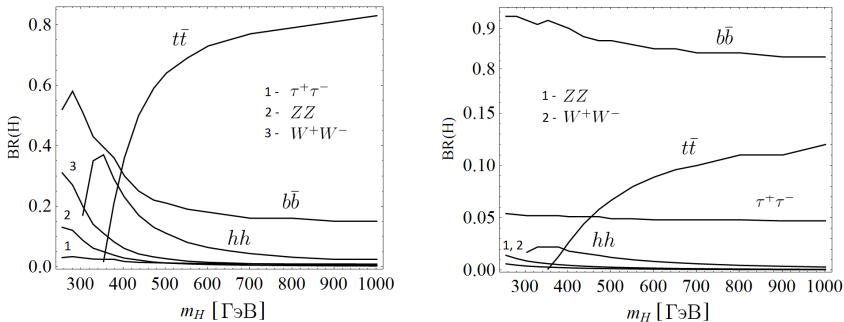 BR(H)
0.8
0.6
0.4
0.2
0.0
tt̄
1 - τ⁺τ⁻
2 - ZZ
3 - W⁺W⁻
3
2
1
bb̄
hh
300 400 500 600 700 800 900 1000
m_H [ГэВ]
BR(H)
0.9
0.8
0.15
0.10
0.05
0.00
bb̄
1 - ZZ
2 - W⁺W⁻
tt̄
τ⁺τ⁻
hh
1, 2
300 400 500 600 700 800 900 1000
m_H [ГэВ]